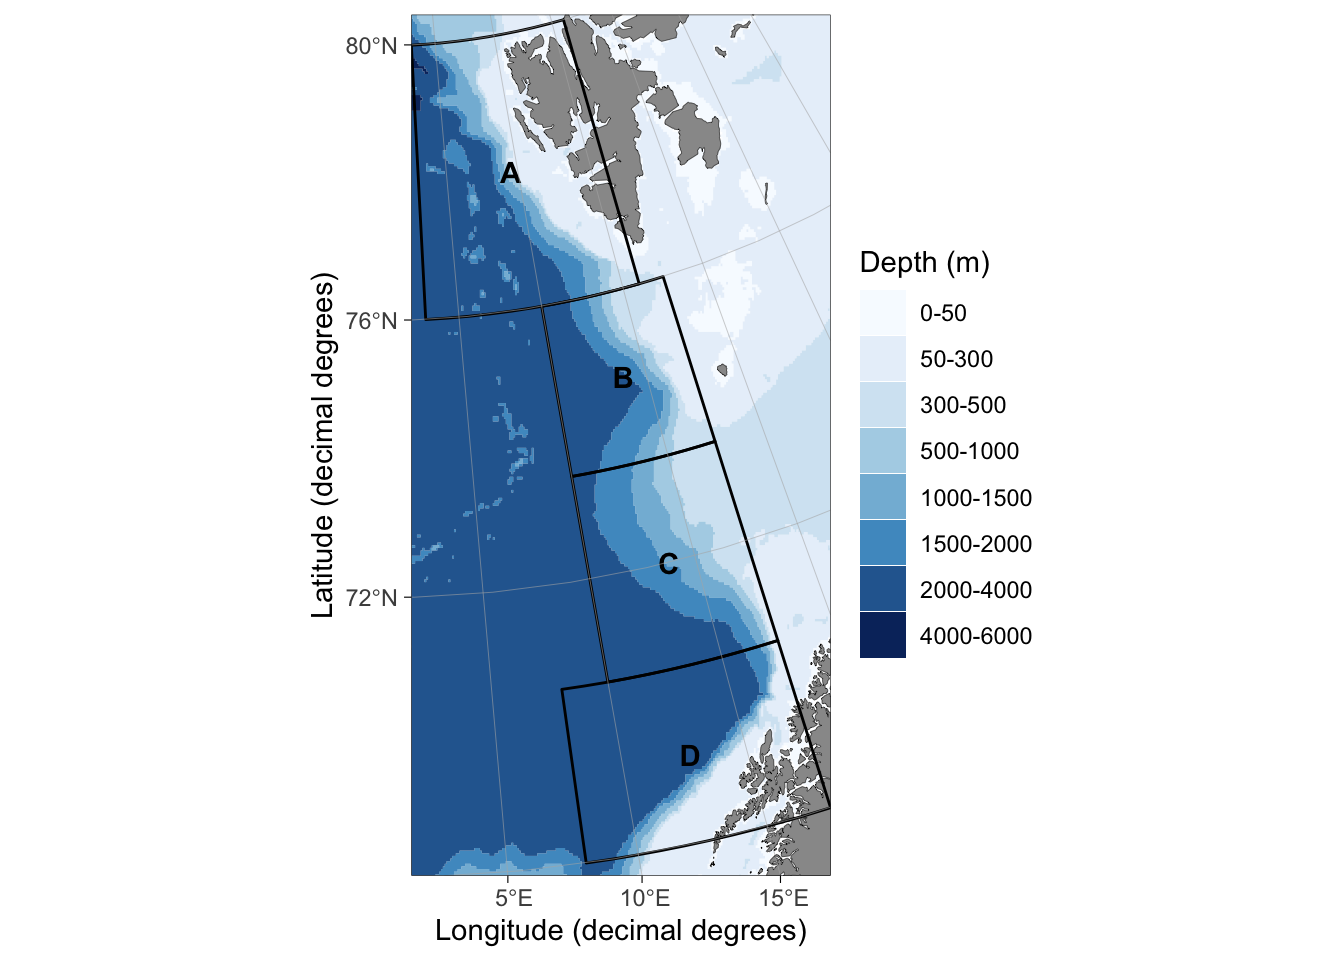 80°N
76°N
72°N
Latitude (decimal degrees)
A
B
C
D
5°E
10°E
15°E
Longitude (decimal degrees)
Depth (m)
0-50
50-300
300-500
500-1000
1000-1500
1500-2000
2000-4000
4000-6000